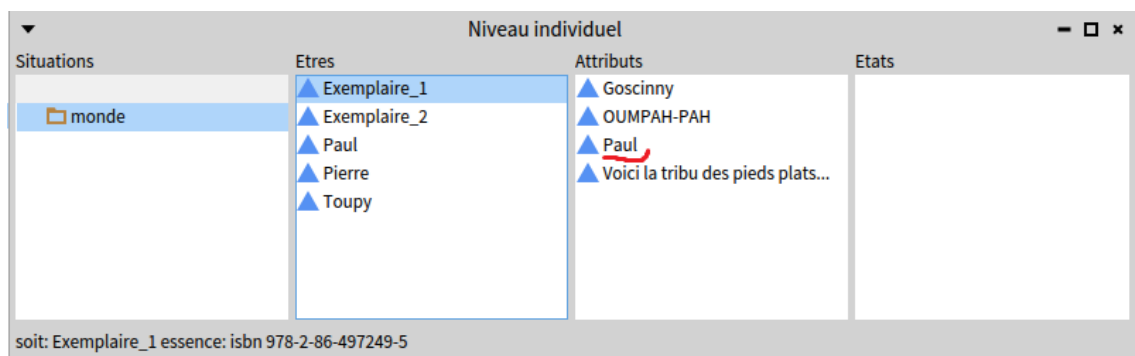 Niveau individuel
Situations
Etres
Attributs
Etats
monde
Exemplaire_1
Exemplaire_2
Paul
Pierre
Toupy
Goscinny
OUMPAH-PAH
Paul
Voici la tribu des pieds plats...
soit: Exemplaire_1 essence: isbn 978-2-86-497249-5